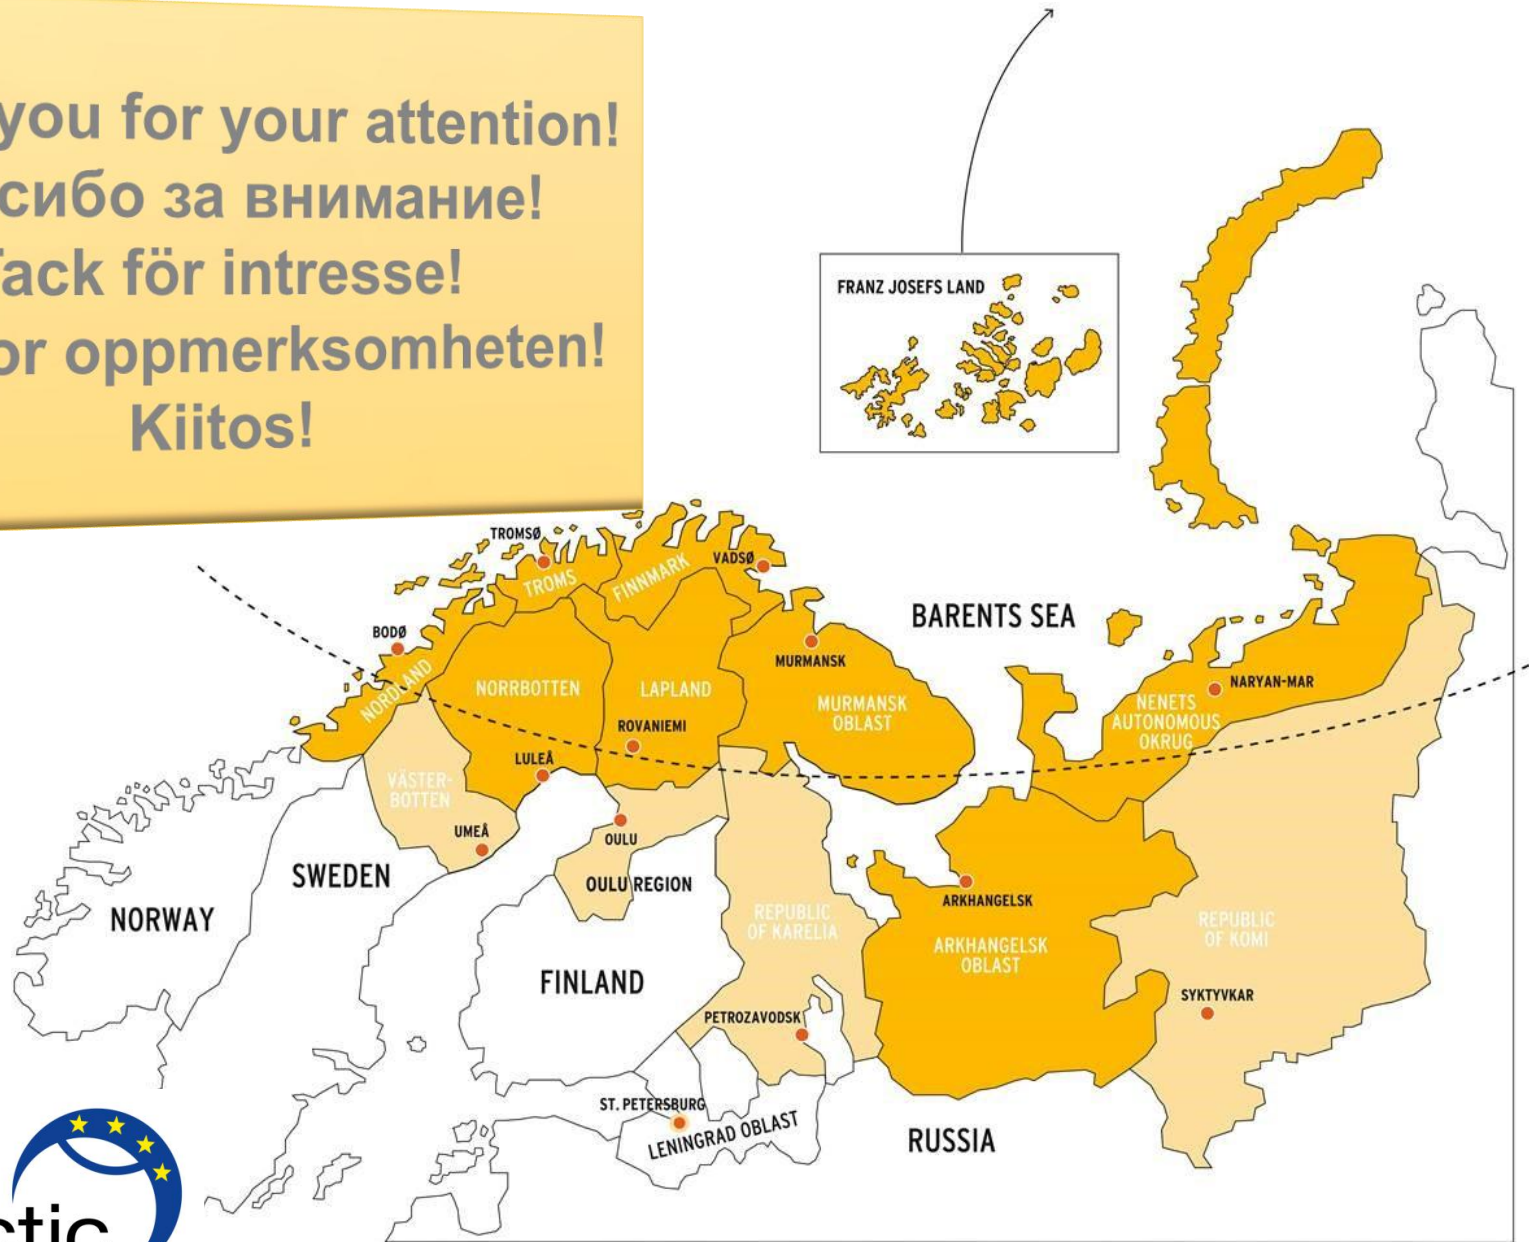 you for your attention!
сибо за внимание!
ack för intresse!
or oppmerksomheten!
Kiitos!
FRANZ JOSEFS LAND
TROMSØ
TROMS
FINNMARK
VADSØ
BARENTS SEA
BODØ
NORDLAND
NORRBOTTEN
LAPLAND
MURMANSK
MURMANSK
OBLAST
NARYAN-MAR
NENETS
AUTONOMOUS
OKRUG
ROVANIEMI
LULEÅ
VÄSTER-
BOTTEN
UMEÅ
OULU
OULU REGION
SWEDEN
NORWAY
FINLAND
REPUBLIC
OF KARELIA
ARKHANGELSK
ARKHANGELSK
OBLAST
REPUBLIC
OF KOMI
SYKTYVKAR
PETROZAVODSK
ST. PETERSBURG
LENINGRAD OBLAST
RUSSIA
ctic